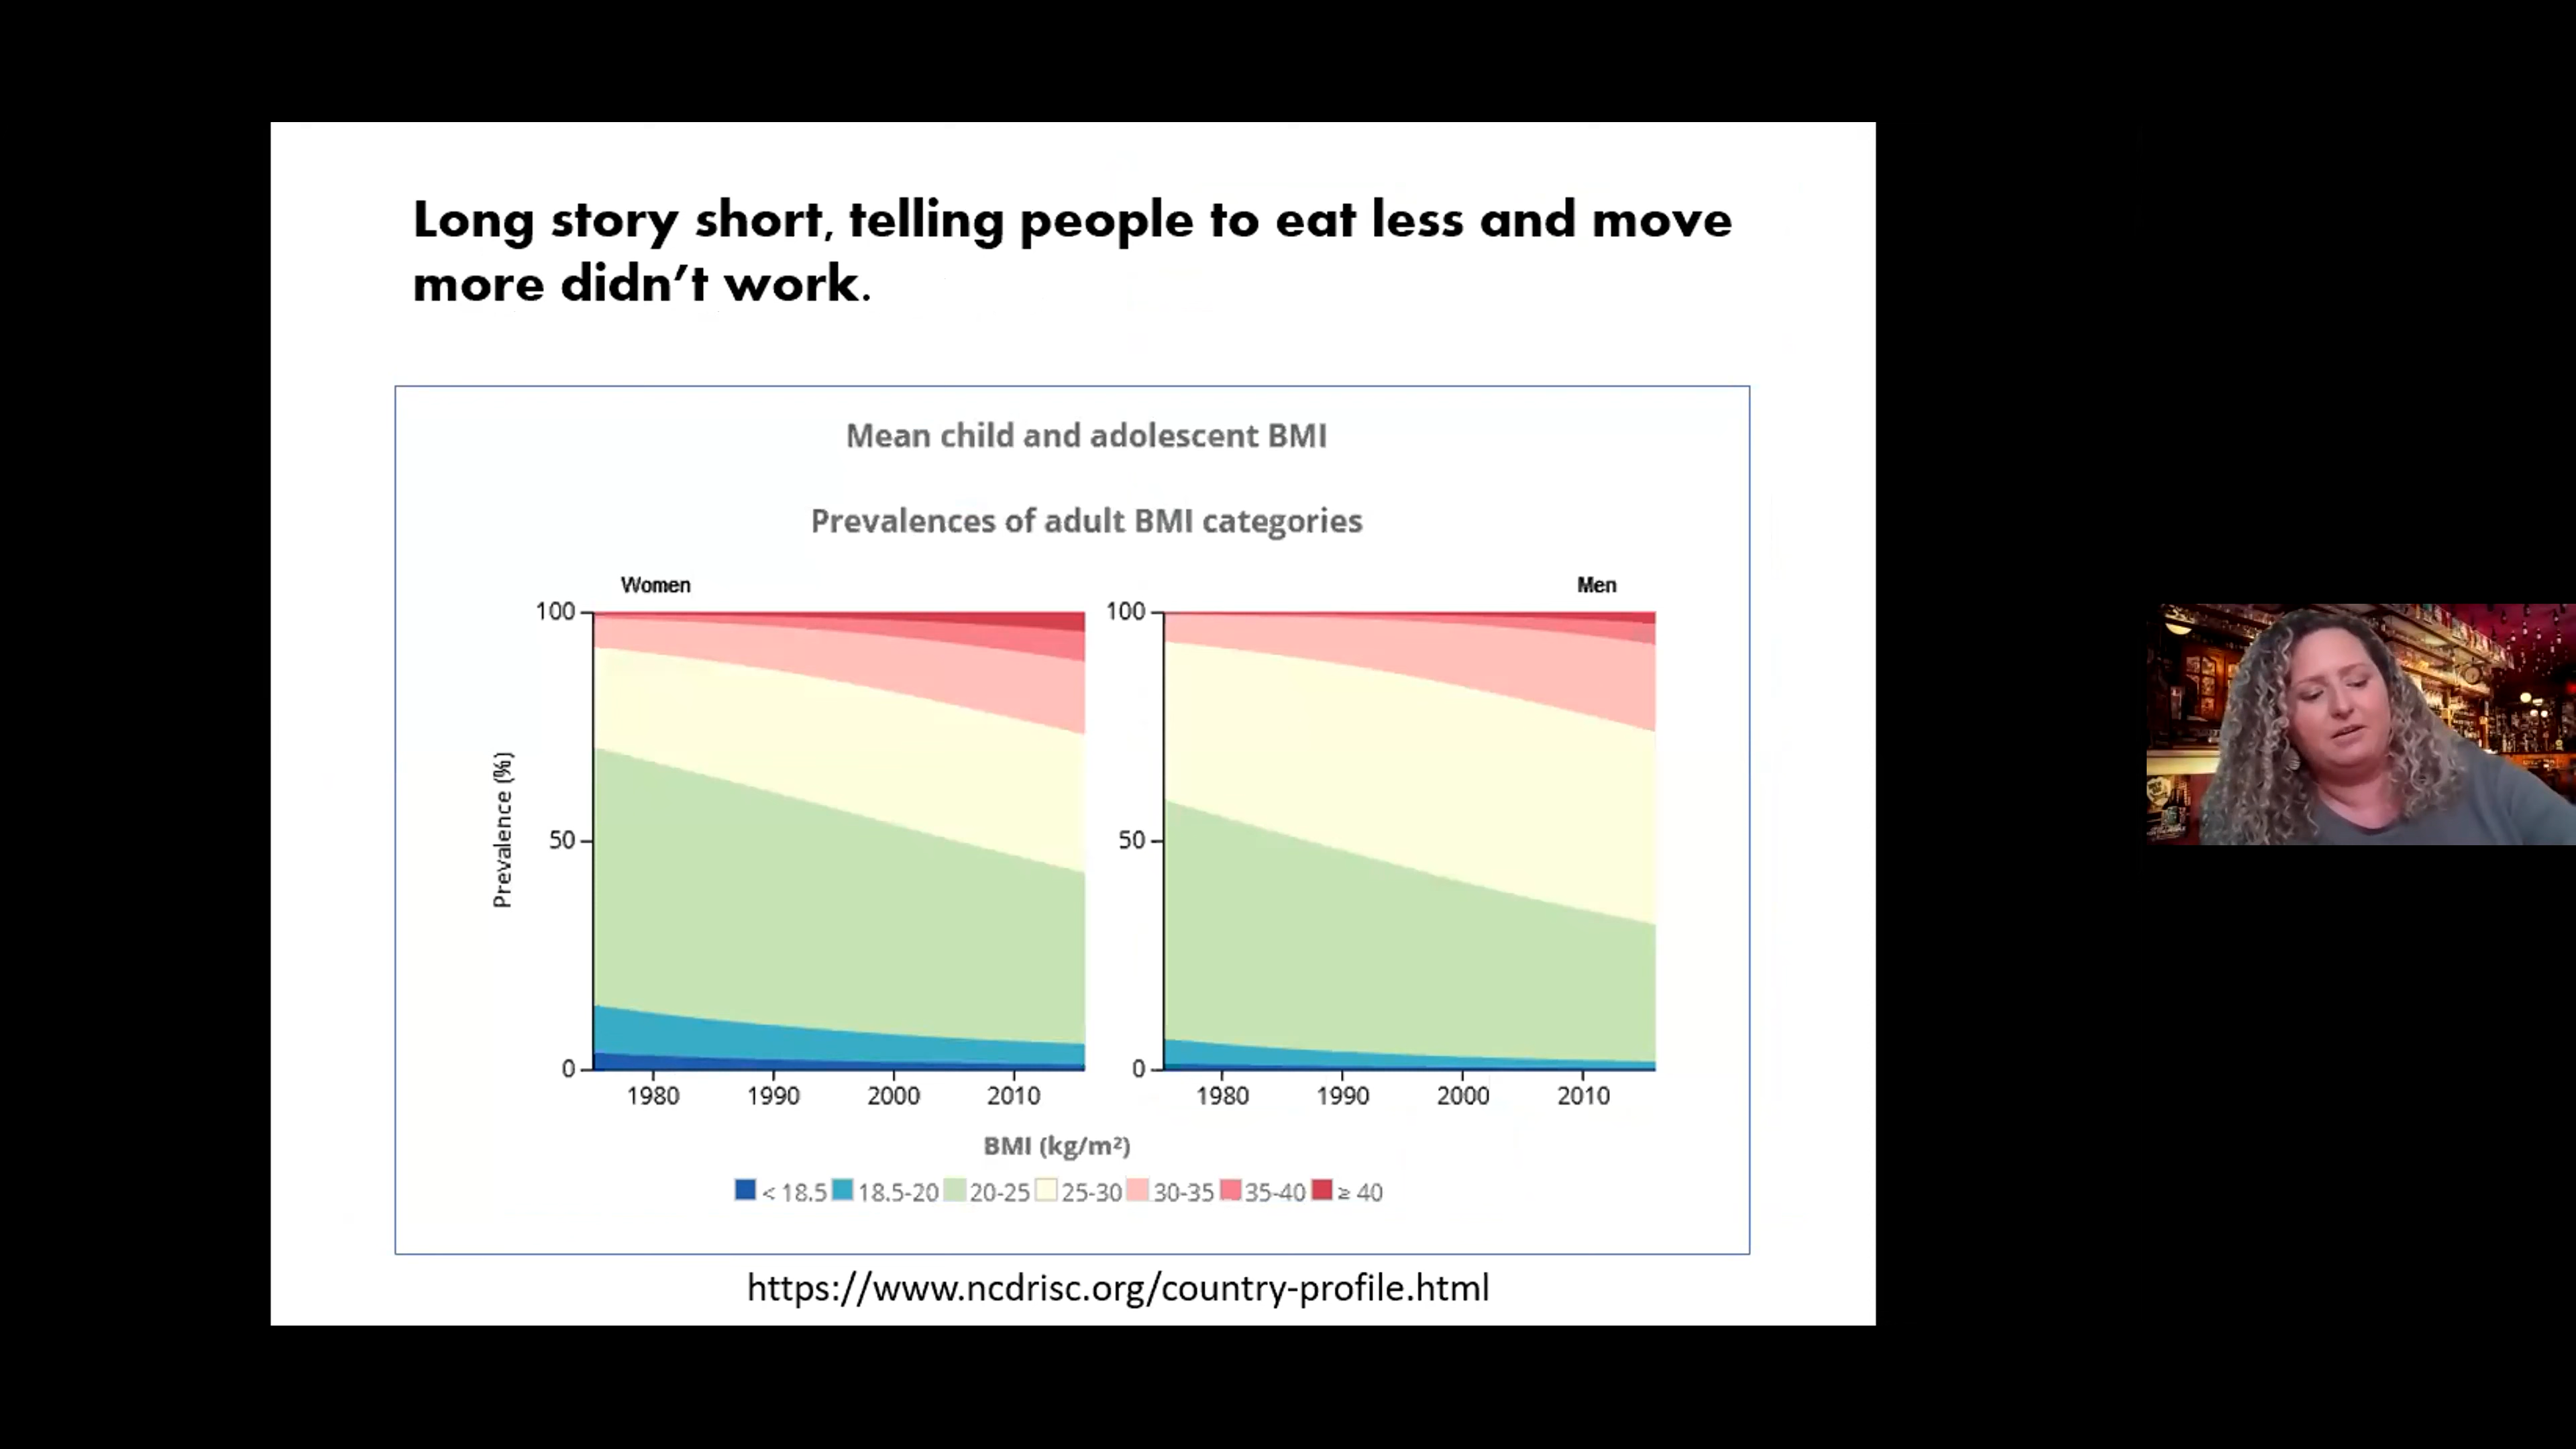 Long story short, telling people to eat less and move
more didn’t work.
Mean child and adolescent BMI
Prevalences of adult BMI categories
Women
Men
Prevalence (%)
100
50
0
1980 1990 2000 2010
100
50
0
1980 1990 2000 2010
BMI (kg/m²)
< 18.5 18.5-20 20-25 25-30 30-35 35-40 ≥ 40
https://www.ncdrisc.org/country-profile.html